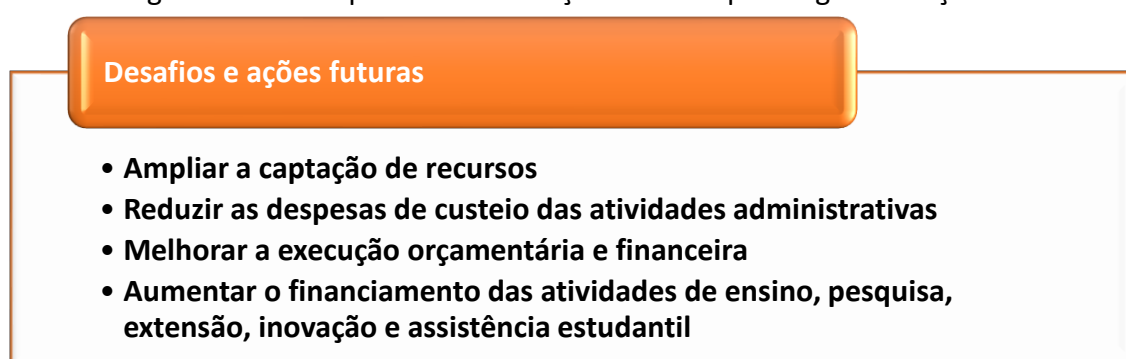 Desafios e ações futuras
• Ampliar a captação de recursos
• Reduzir as despesas de custeio das atividades administrativas
• Melhorar a execução orçamentária e financeira
• Aumentar o financiamento das atividades de ensino, pesquisa,
extensão, inovação e assistência estudantil